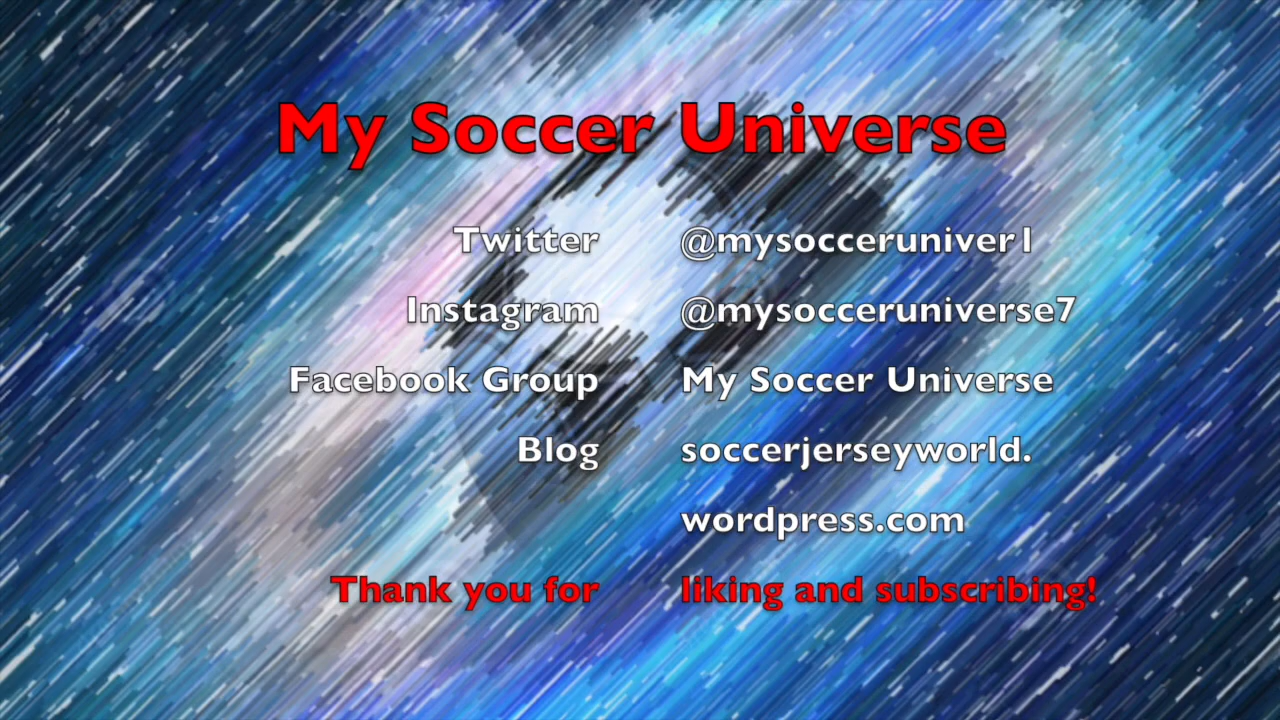 My Soccer Universe
Twitter @mysocceruniver1
Instagram @mysocceruniverse7
Facebook Group My Soccer Universe
Blog soccerjerseyworld.
wordpress.com
Thank you for liking and subscribing!